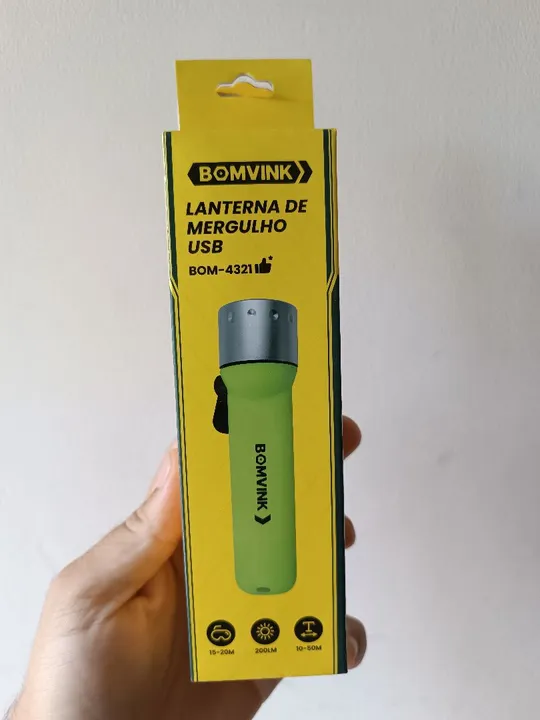 BOMVINK
LANTERNA DE
MERGULHO
USB
BOM-4321
BOMVINK
15-20M
200LM
10-50M